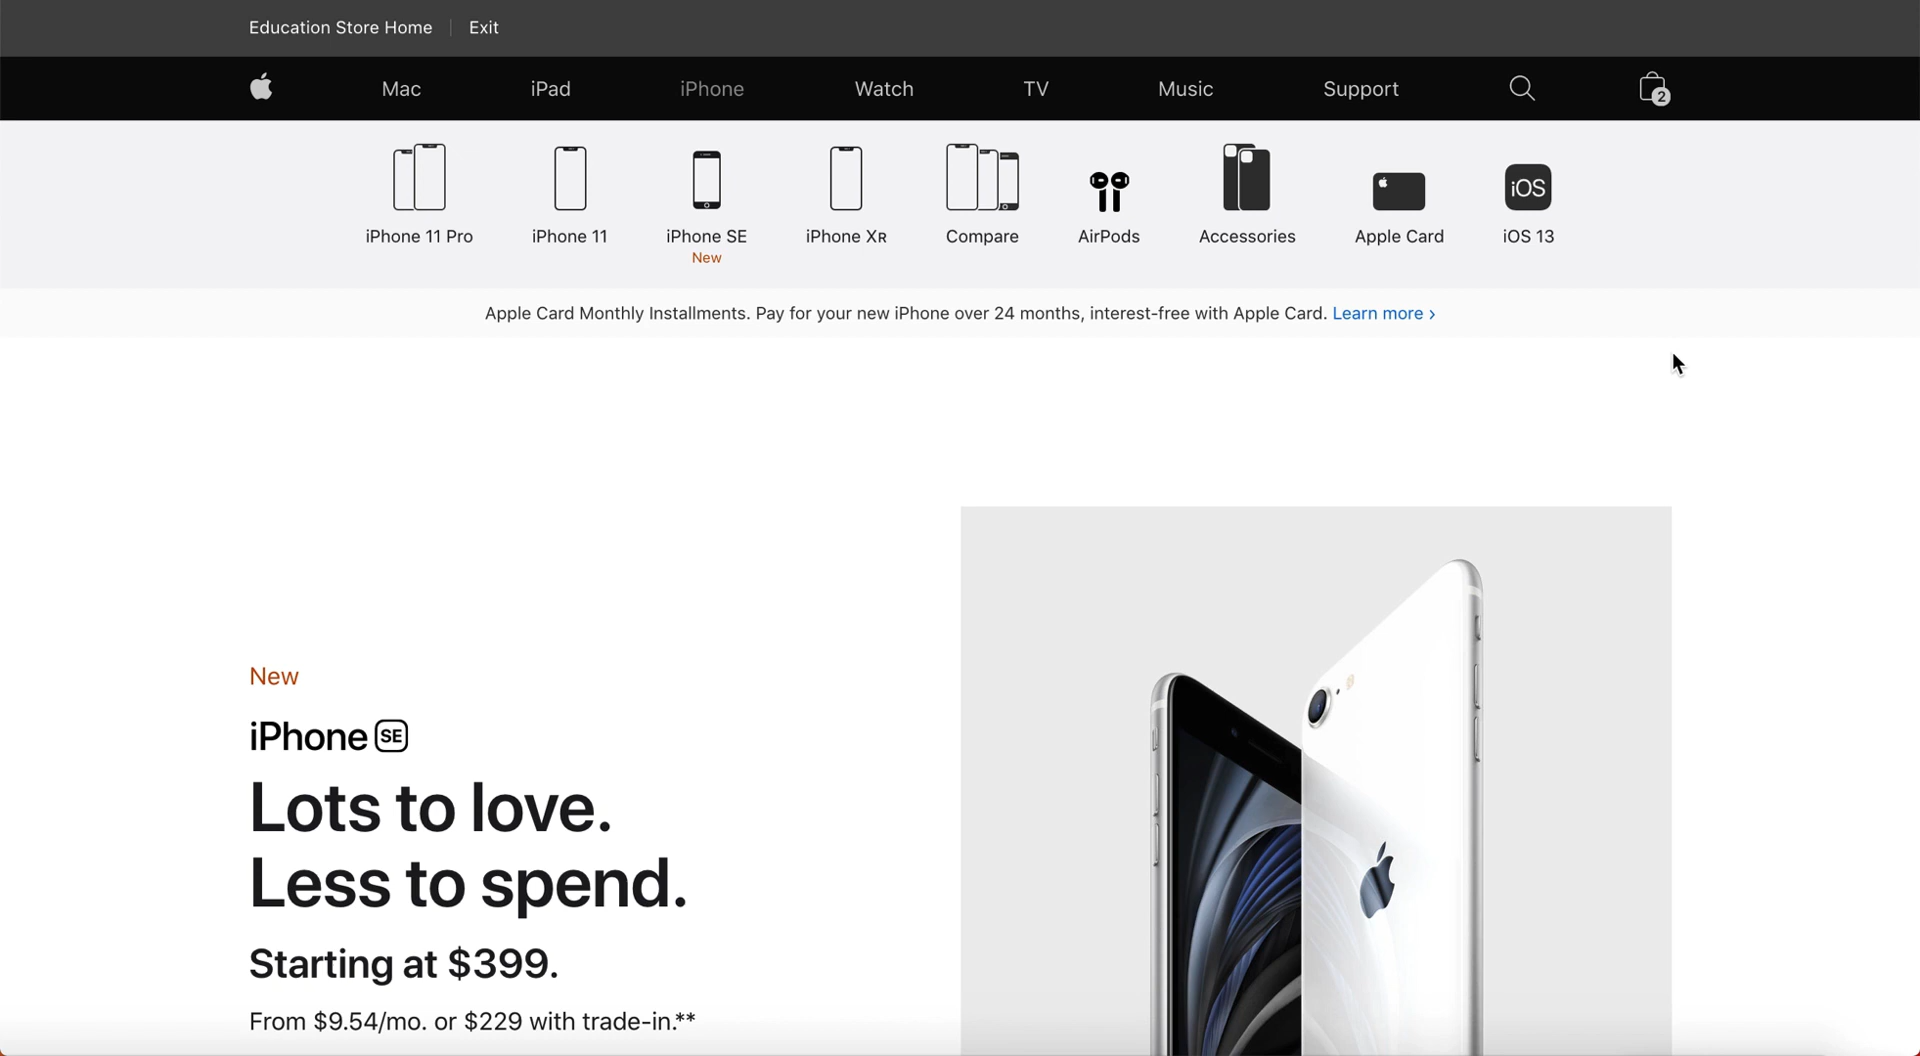 Education Store Home Exit
Mac iPad iPhone Watch TV Music Support 2
iOS
iPhone 11 Pro iPhone 11 iPhone SE iPhone XR Compare AirPods Accessories Apple Card iOS 13
New
Apple Card Monthly Installments. Pay for your new iPhone over 24 months, interest-free with Apple Card. Learn more ›
New
iPhone SE
Lots to love.
Less to spend.
Starting at $399.
From $9.54/mo. or $229 with trade-in.**